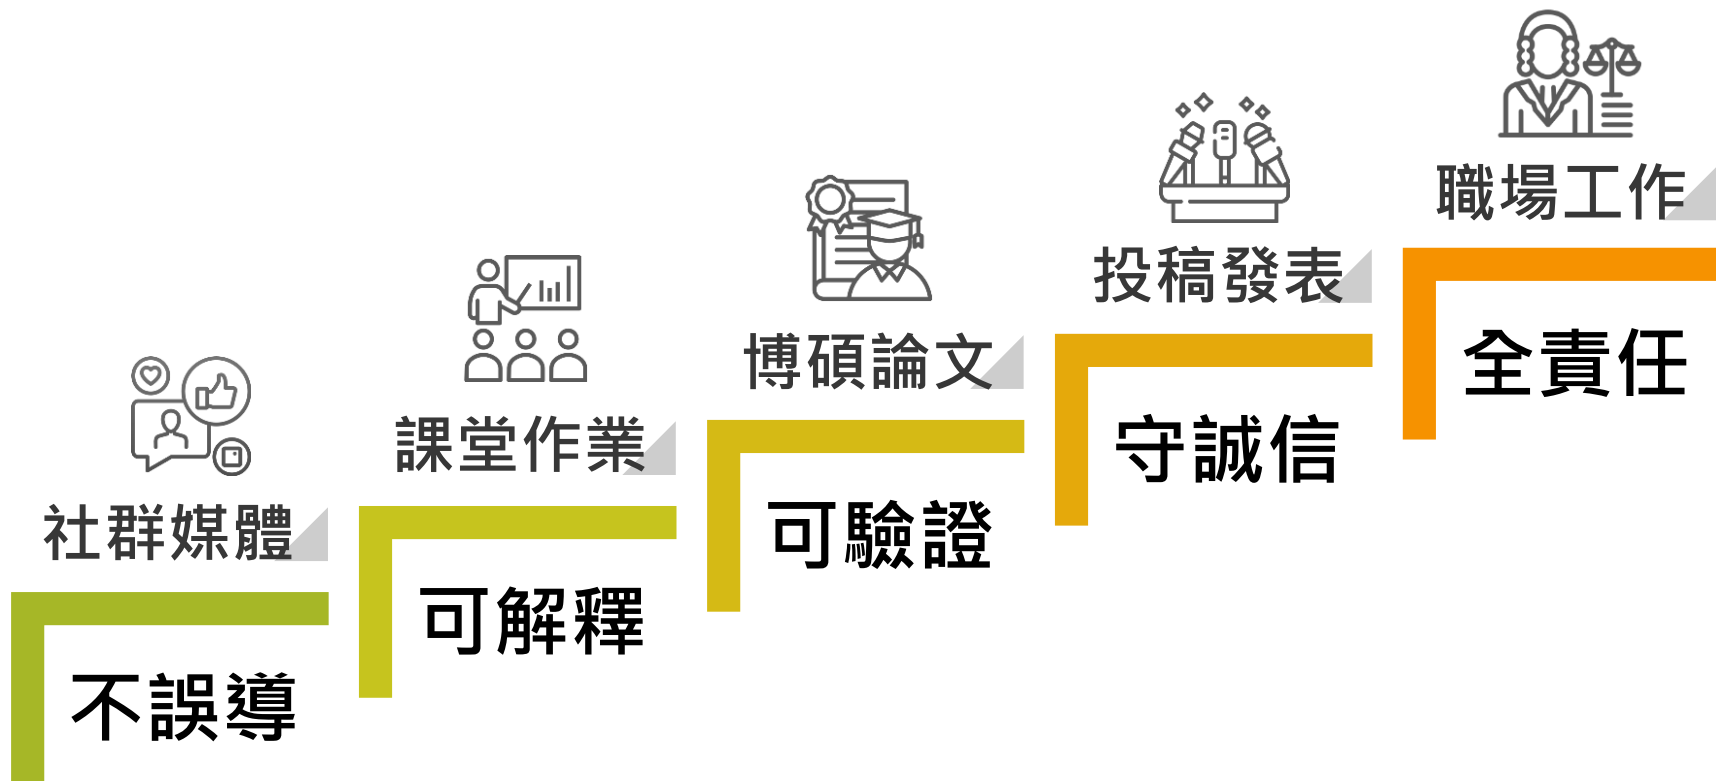 社群媒體
不誤導
課堂作業
可解釋
博碩論文
可驗證
投稿發表
守誠信
職場工作
全責任